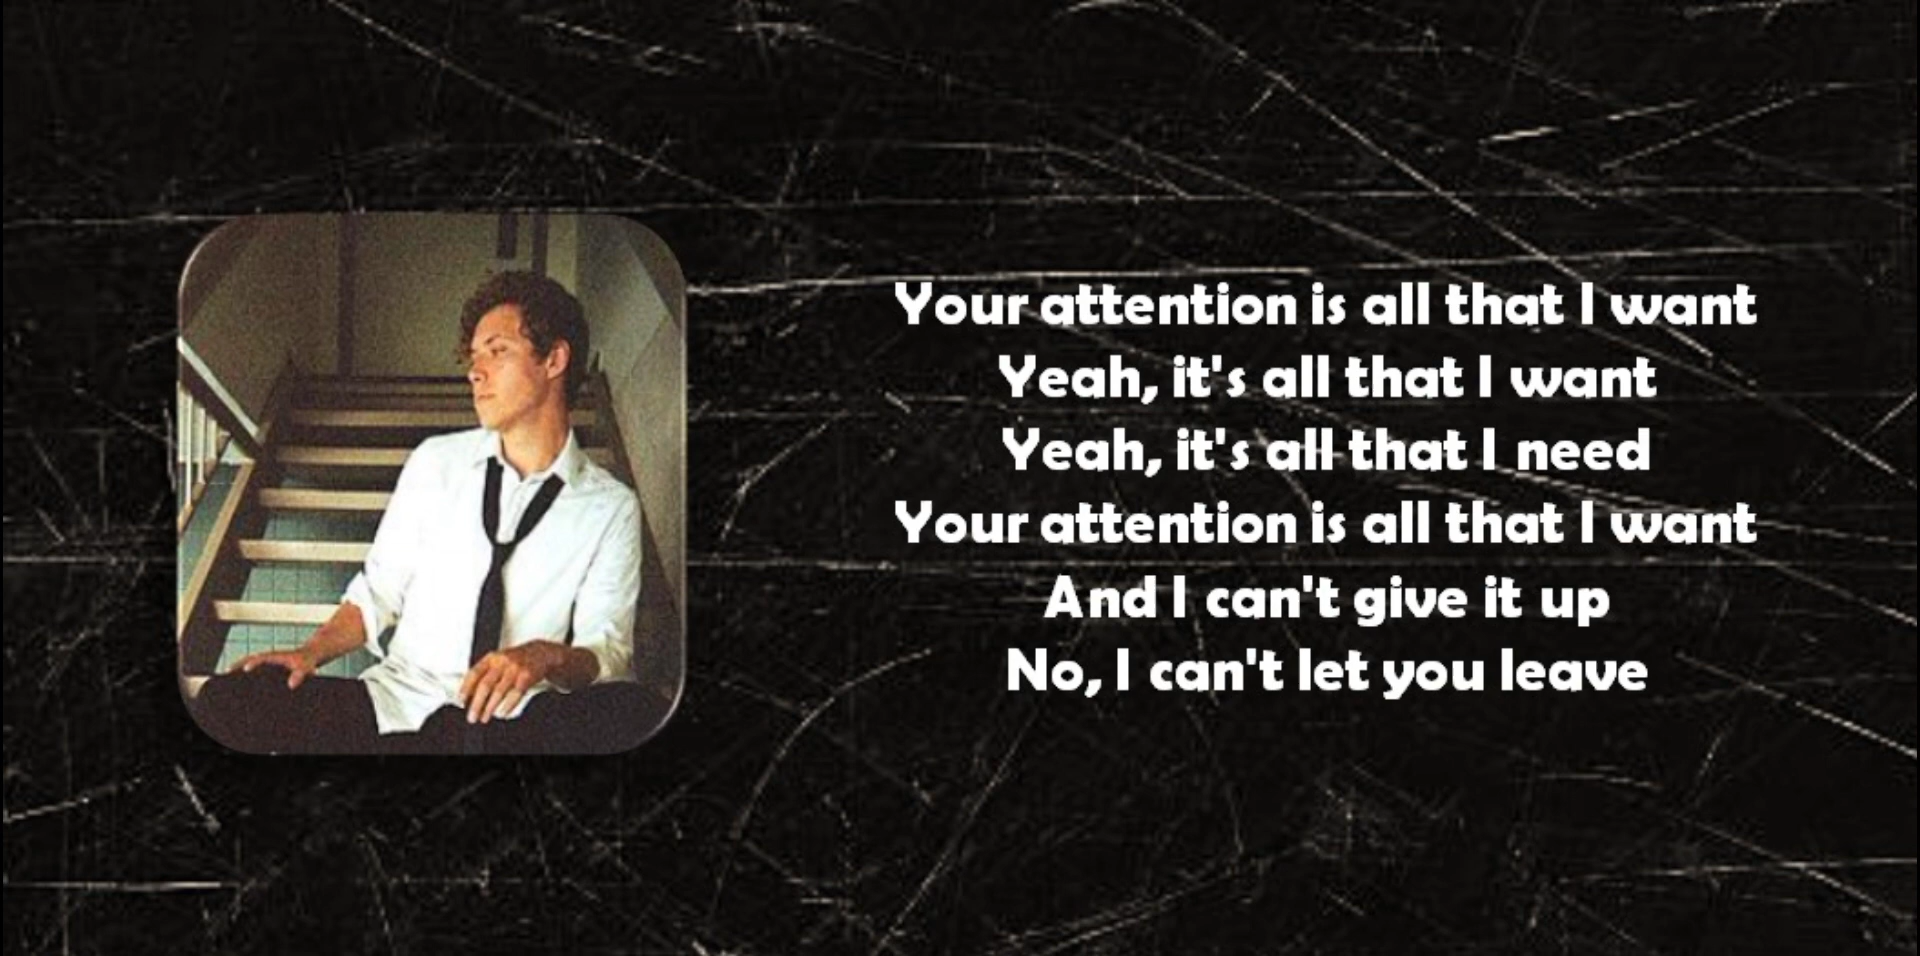 Your attention is all that I want
Yeah, it's all that I want
Yeah, it's all that I need
Your attention is all that I want
And I can't give it up
No, I can't let you leave